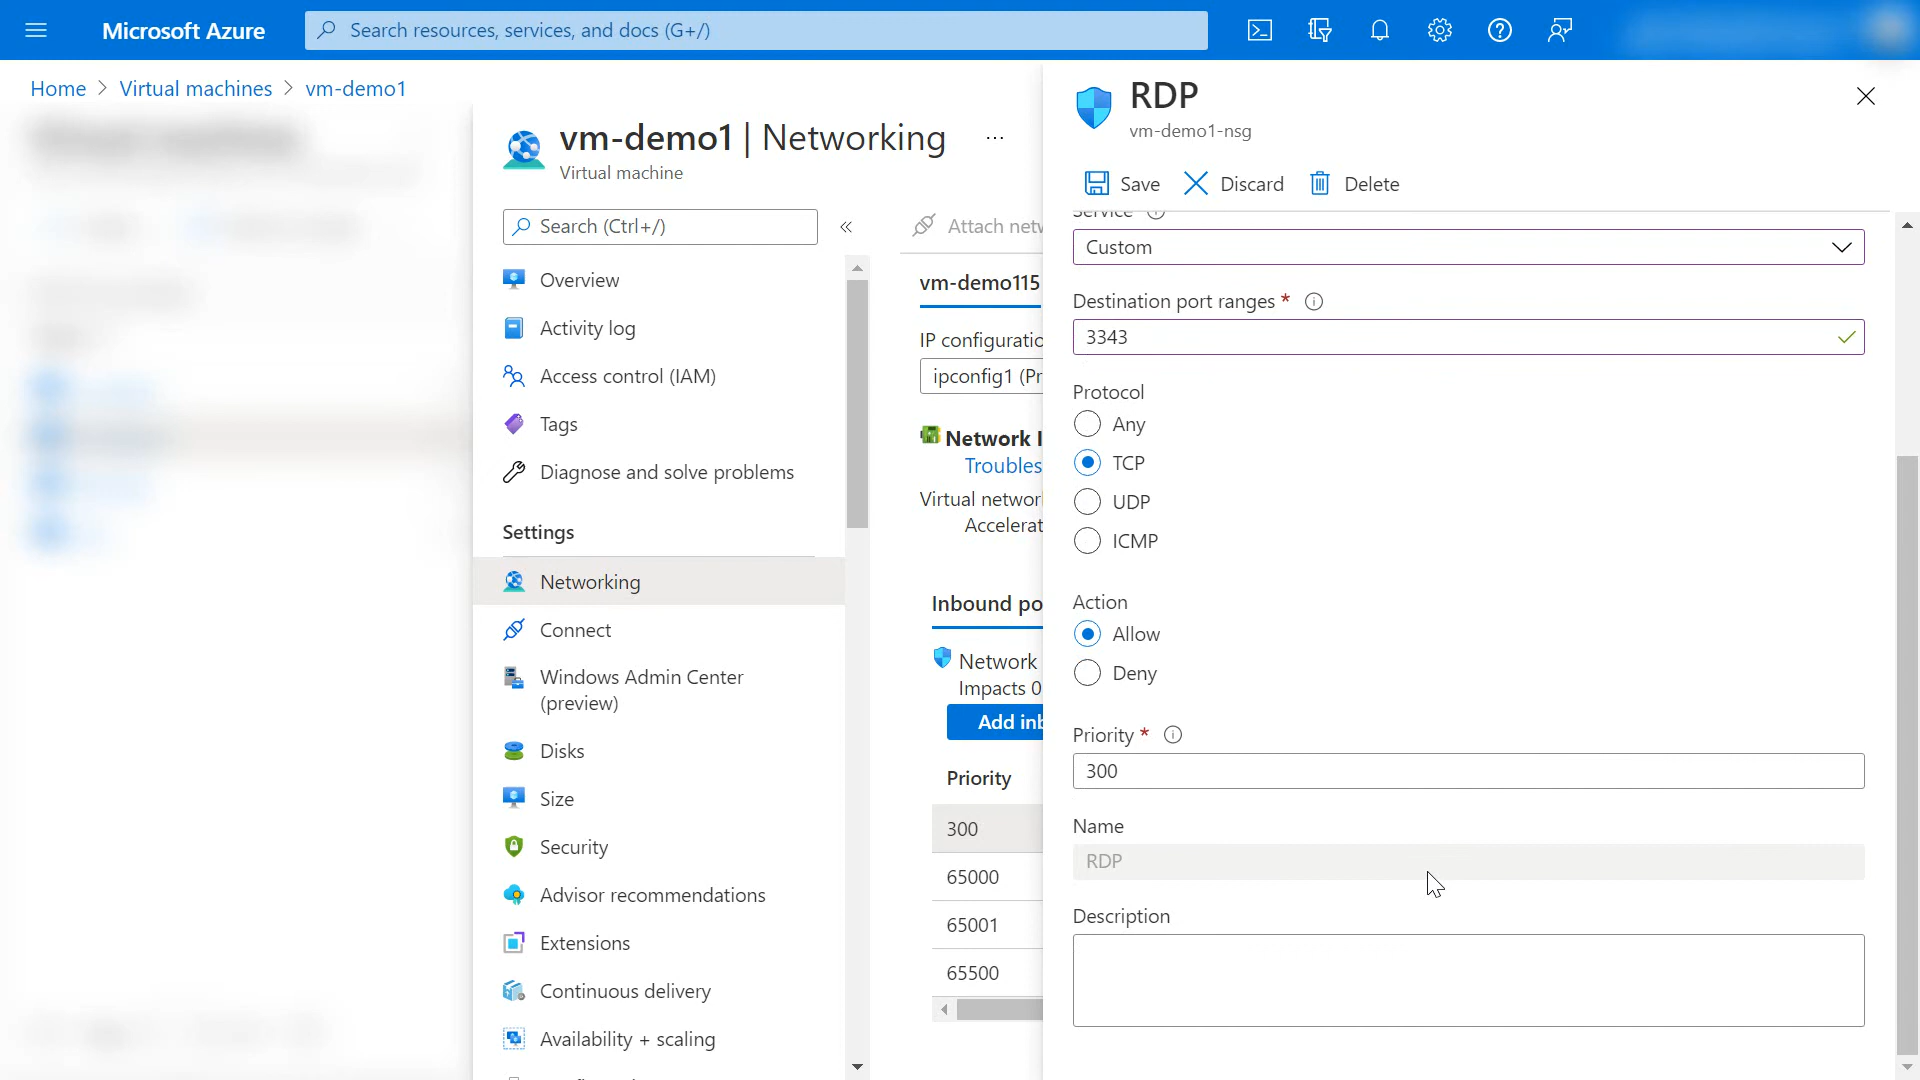 Microsoft Azure
Search resources, services, and docs (G+/)
Home > Virtual machines > vm-demo1
vm-demo1 | Networking
...
Virtual machine
Search (Ctrl+/)
«
Overview
Activity log
Access control (IAM)
Tags
Diagnose and solve problems
Settings
Networking
Connect
Windows Admin Center
(preview)
Disks
Size
Security
Advisor recommendations
Extensions
Continuous delivery
Availability + scaling
Attach netw
vm-demo115
IP configuratio
ipconfig1 (Pr
Network I
Troubles
Virtual networ
Accelerat
Inbound po
Network
Impacts 0
Add inb
Priority
300
65000
65001
65500
RDP
vm-demo1-nsg
Save
Discard
Delete
Service
Custom
Destination port ranges *
3343
Protocol
Any
TCP
UDP
ICMP
Action
Allow
Deny
Priority *
300
Name
RDP
Description